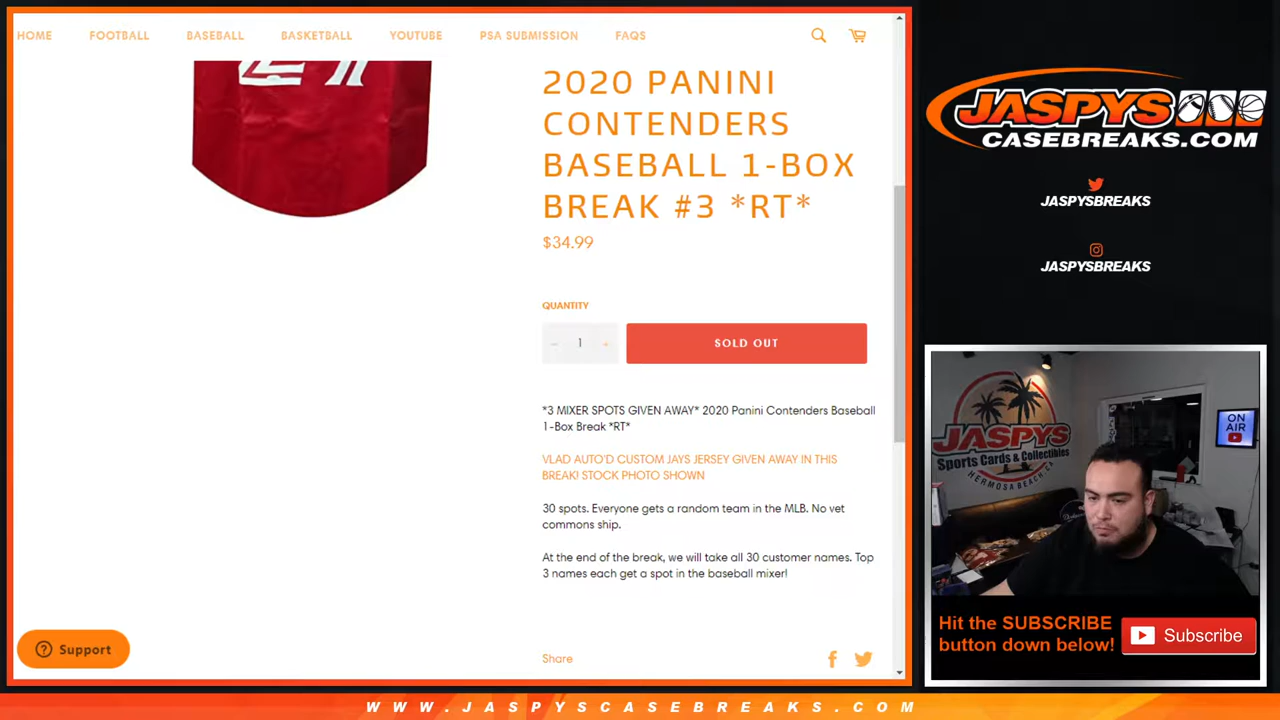 HOME FOOTBALL BASEBALL BASKETBALL YOUTUBE PSA SUBMISSION FAQS
2020 PANINI
CONTENDERS
BASEBALL 1-BOX
BREAK #3 *RT*
$34.99
QUANTITY
− 1 +
SOLD OUT
*3 MIXER SPOTS GIVEN AWAY* 2020 Panini Contenders Baseball
1-Box Break *RT*
VLAD AUTO'D CUSTOM JAYS JERSEY GIVEN AWAY IN THIS
BREAK! STOCK PHOTO SHOWN
30 spots. Everyone gets a random team in the MLB. No vet
commons ship.
At the end of the break, we will take all 30 customer names. Top
3 names each get a spot in the baseball mixer!
Share
Support
JASPYS
CASEBREAKS.COM
JASPYSBREAKS
JASPYSBREAKS
JASPYS
Sports Cards & Collectibles
HERMOSA BEACH, CA
ON
AIR
Hit the SUBSCRIBE
button down below!
Subscribe
WWW.JASPYSCASEBREAKS.COM